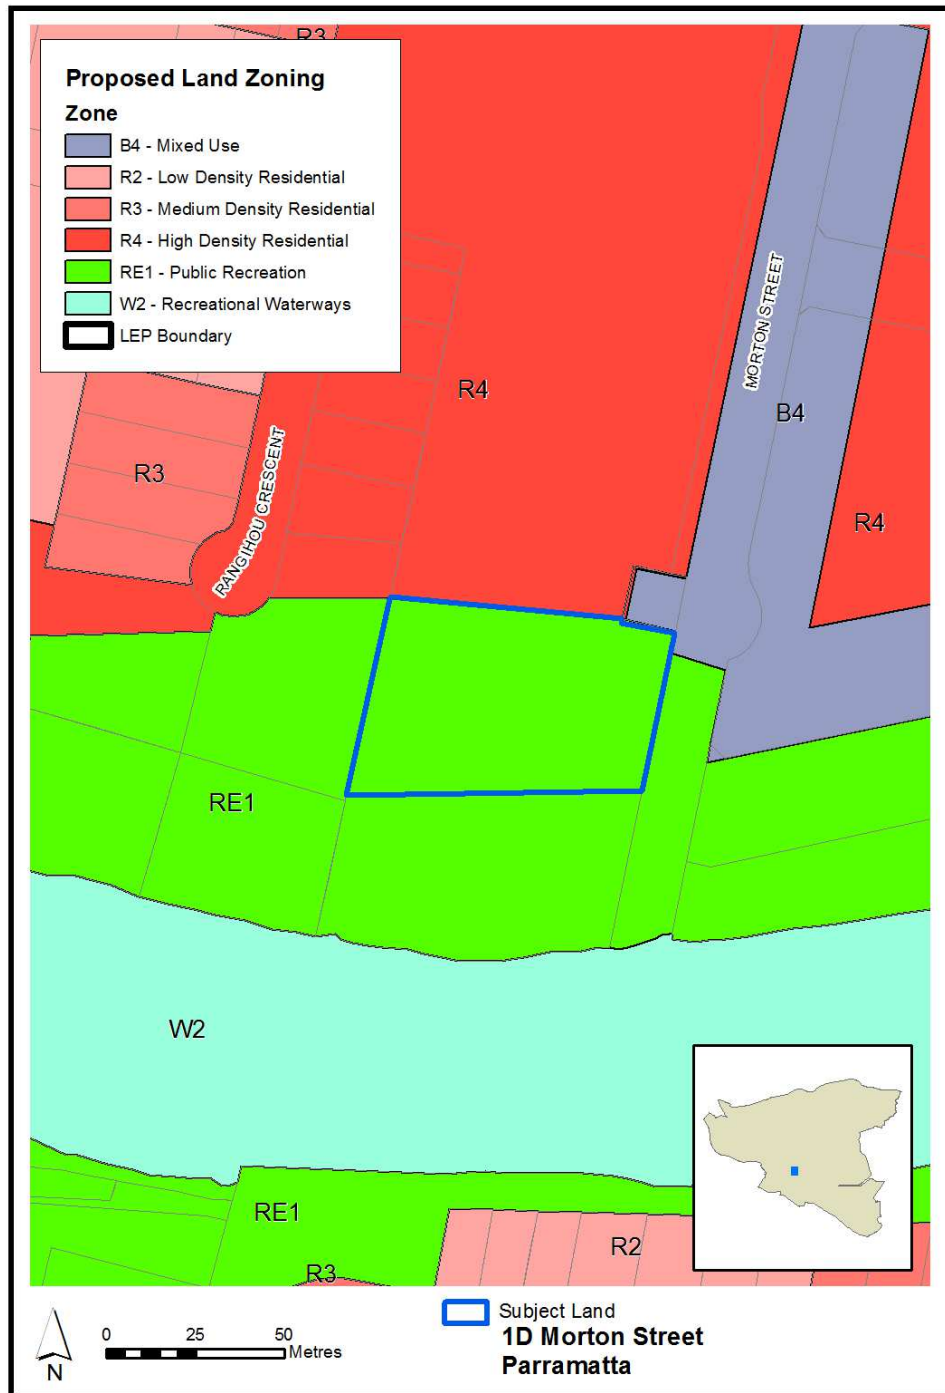 R3
Proposed Land Zoning
Zone
B4 - Mixed Use
R2 - Low Density Residential
R3 - Medium Density Residential
R4 - High Density Residential
RE1 - Public Recreation
W2 - Recreational Waterways
LEP Boundary
MORTON STREET
R4
B4
R3
RANGIHOU CRESCENT
R4
RE1
W2
RE1
R2
R3
N
0 25 50
Metres
Subject Land
1D Morton Street
Parramatta